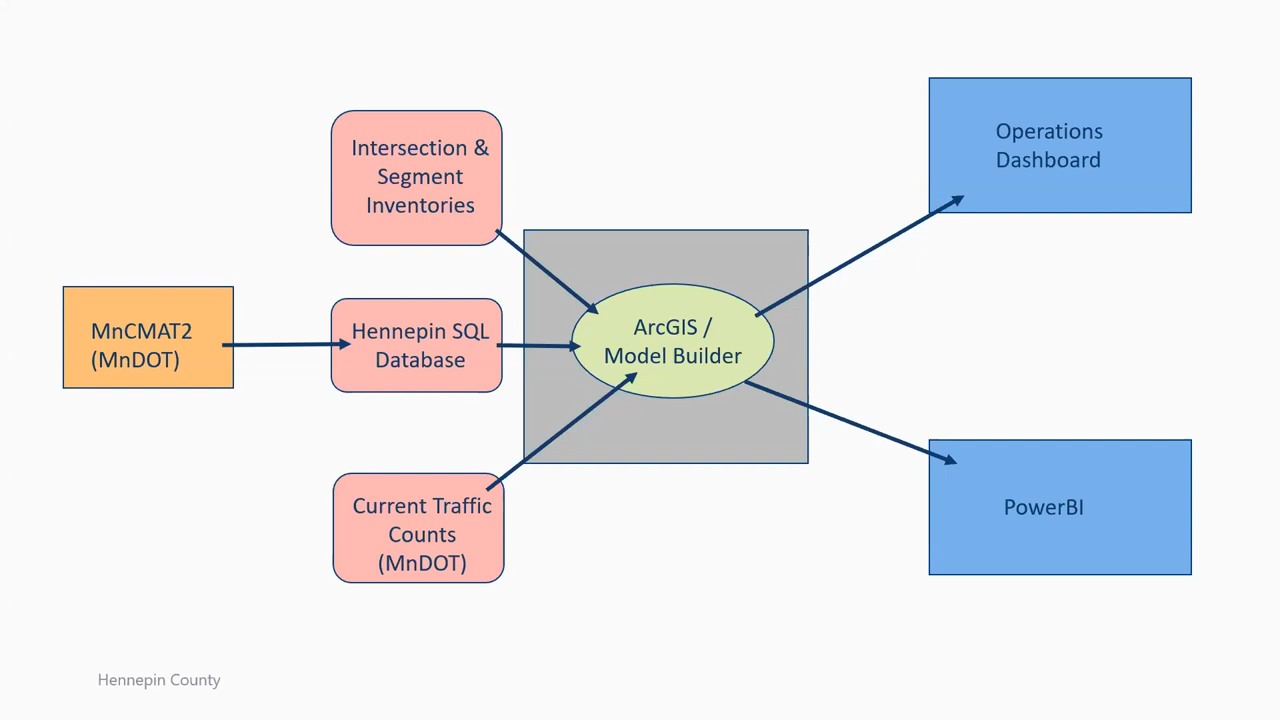 Intersection &
Segment
Inventories
MnCMAT2
(MnDOT)
Hennepin SQL
Database
Current Traffic
Counts
(MnDOT)
ArcGIS /
Model Builder
Operations
Dashboard
PowerBI
Hennepin County